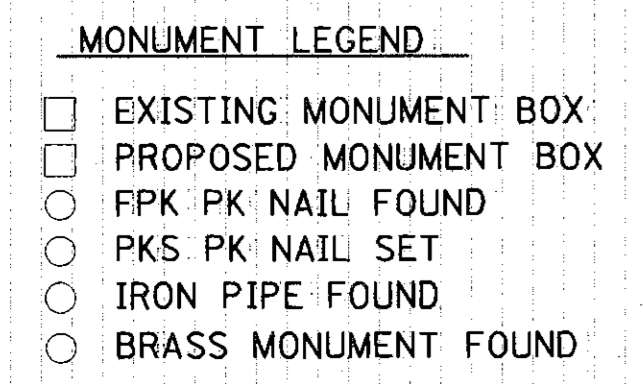 MONUMENT LEGEND
EXISTING MONUMENT BOX
PROPOSED MONUMENT BOX
FPK PK NAIL FOUND
PKS PK NAIL SET
IRON PIPE FOUND
BRASS MONUMENT FOUND